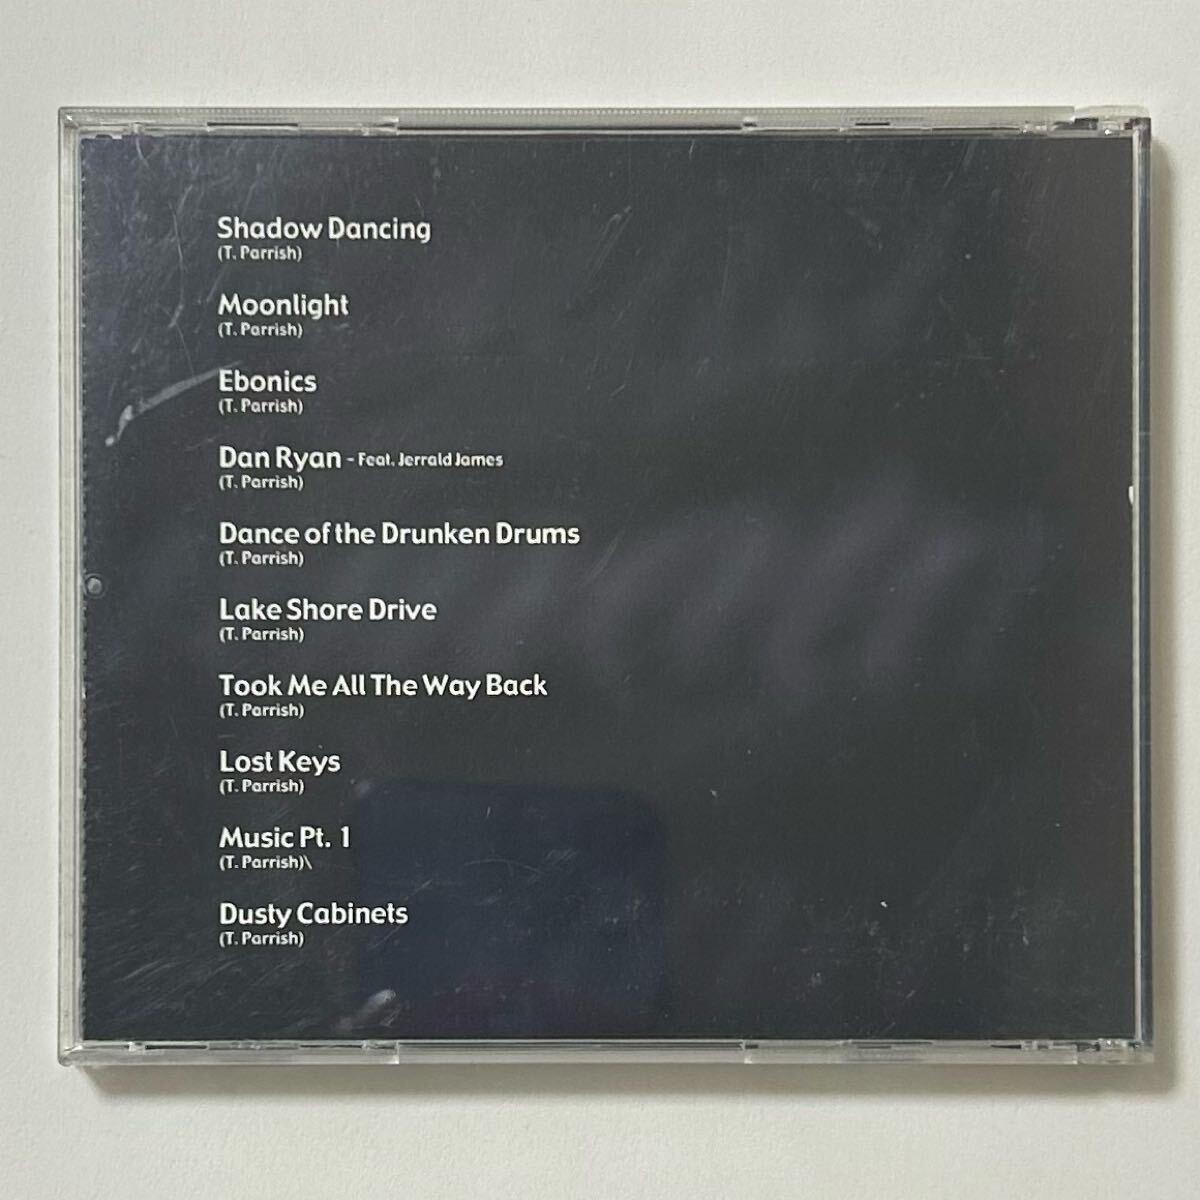 Shadow Dancing
(T. Parrish)
Moonlight
(T. Parrish)
Ebonics
(T. Parrish)
Dan Ryan - Feat. Jerrald James
(T. Parrish)
Dance of the Drunken Drums
(T. Parrish)
Lake Shore Drive
(T. Parrish)
Took Me All The Way Back
(T. Parrish)
Lost Keys
(T. Parrish)
Music Pt. 1
(T. Parrish)\
Dusty Cabinets
(T. Parrish)